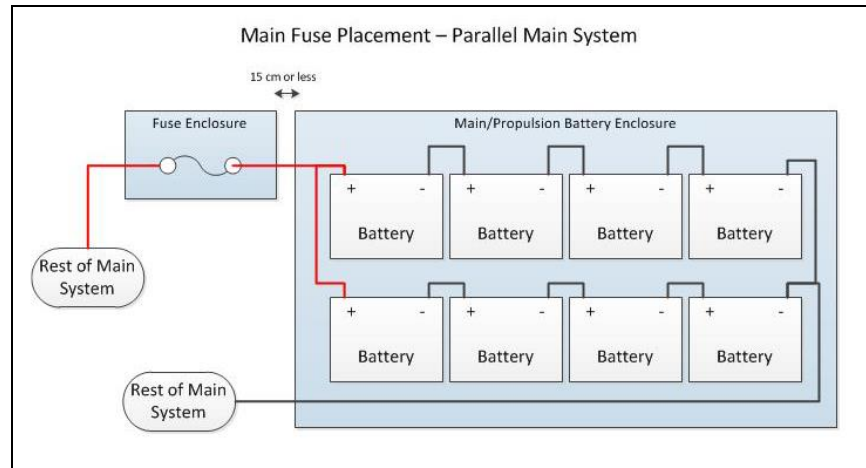 Main Fuse Placement – Parallel Main System
15 cm or less
Fuse Enclosure
Main/Propulsion Battery Enclosure
+ - + - + - + -
Battery Battery Battery Battery
Rest of Main
System
+ - + - + - + -
Battery Battery Battery Battery
Rest of Main
System